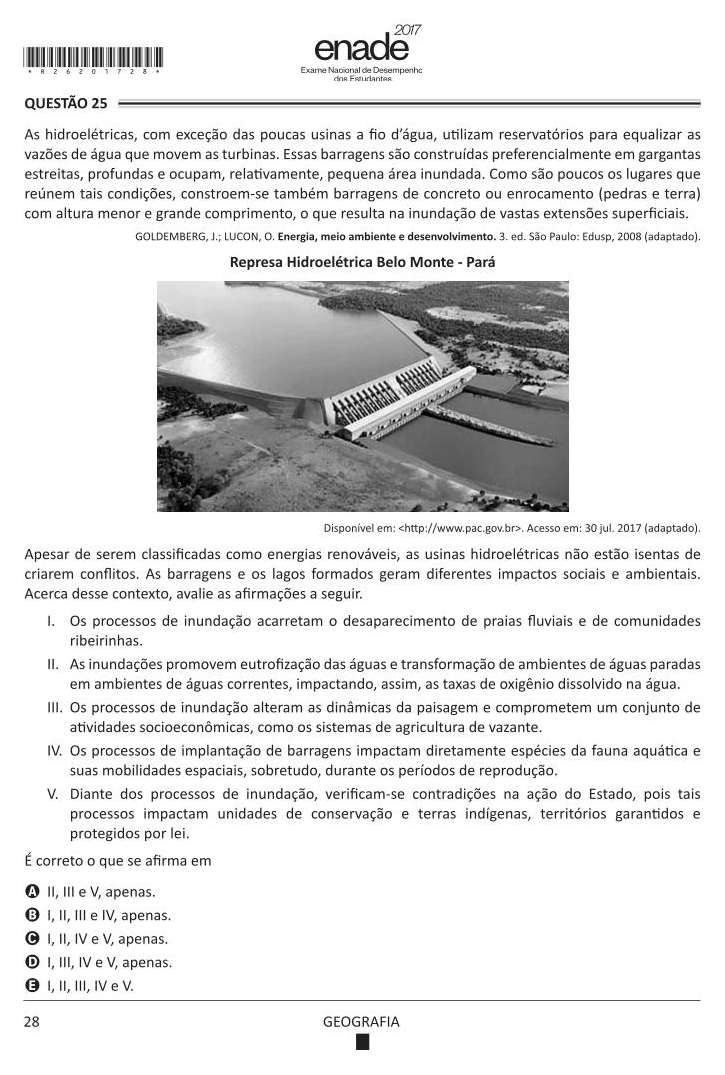 2017
enade
Exame Nacional de Desempenho
dos Estudantes
* R 2 6 2 0 1 7 2 8 *
QUESTÃO 25
As hidroelétricas, com exceção das poucas usinas a fio d’água, utilizam reservatórios para equalizar as
vazões de água que movem as turbinas. Essas barragens são construídas preferencialmente em gargantas
estreitas, profundas e ocupam, relativamente, pequena área inundada. Como são poucos os lugares que
reúnem tais condições, constroem-se também barragens de concreto ou enrocamento (pedras e terra)
com altura menor e grande comprimento, o que resulta na inundação de vastas extensões superficiais.
GOLDEMBERG, J.; LUCON, O. Energia, meio ambiente e desenvolvimento. 3. ed. São Paulo: Edusp, 2008 (adaptado).
Represa Hidroelétrica Belo Monte - Pará
Disponível em: <http://www.pac.gov.br>. Acesso em: 30 jul. 2017 (adaptado).
Apesar de serem classificadas como energias renováveis, as usinas hidroelétricas não estão isentas de
criarem conflitos. As barragens e os lagos formados geram diferentes impactos sociais e ambientais.
Acerca desse contexto, avalie as afirmações a seguir.
I. Os processos de inundação acarretam o desaparecimento de praias fluviais e de comunidades
ribeirinhas.
II. As inundações promovem eutrofização das águas e transformação de ambientes de águas paradas
em ambientes de águas correntes, impactando, assim, as taxas de oxigênio dissolvido na água.
III. Os processos de inundação alteram as dinâmicas da paisagem e comprometem um conjunto de
atividades socioeconômicas, como os sistemas de agricultura de vazante.
IV. Os processos de implantação de barragens impactam diretamente espécies da fauna aquática e
suas mobilidades espaciais, sobretudo, durante os períodos de reprodução.
V. Diante dos processos de inundação, verificam-se contradições na ação do Estado, pois tais
processos impactam unidades de conservação e terras indígenas, territórios garantidos e
protegidos por lei.
É correto o que se afirma em
A II, III e V, apenas.
B I, II, III e IV, apenas.
C I, II, IV e V, apenas.
D I, III, IV e V, apenas.
E I, II, III, IV e V.
28
GEOGRAFIA